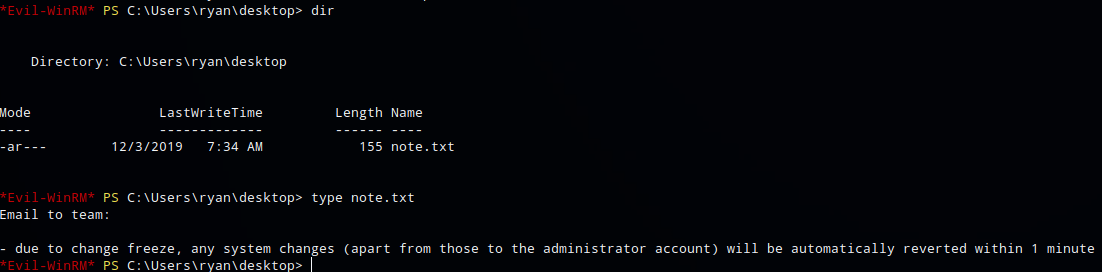 *Evil-WinRM* PS C:\Users\ryan\desktop> dir
Directory: C:\Users\ryan\desktop
Mode                LastWriteTime         Length Name
----                -------------         ------ ----
-ar---        12/3/2019   7:34 AM            155 note.txt
*Evil-WinRM* PS C:\Users\ryan\desktop> type note.txt
Email to team:
- due to change freeze, any system changes (apart from those to the administrator account) will be automatically reverted within 1 minute
*Evil-WinRM* PS C:\Users\ryan\desktop>